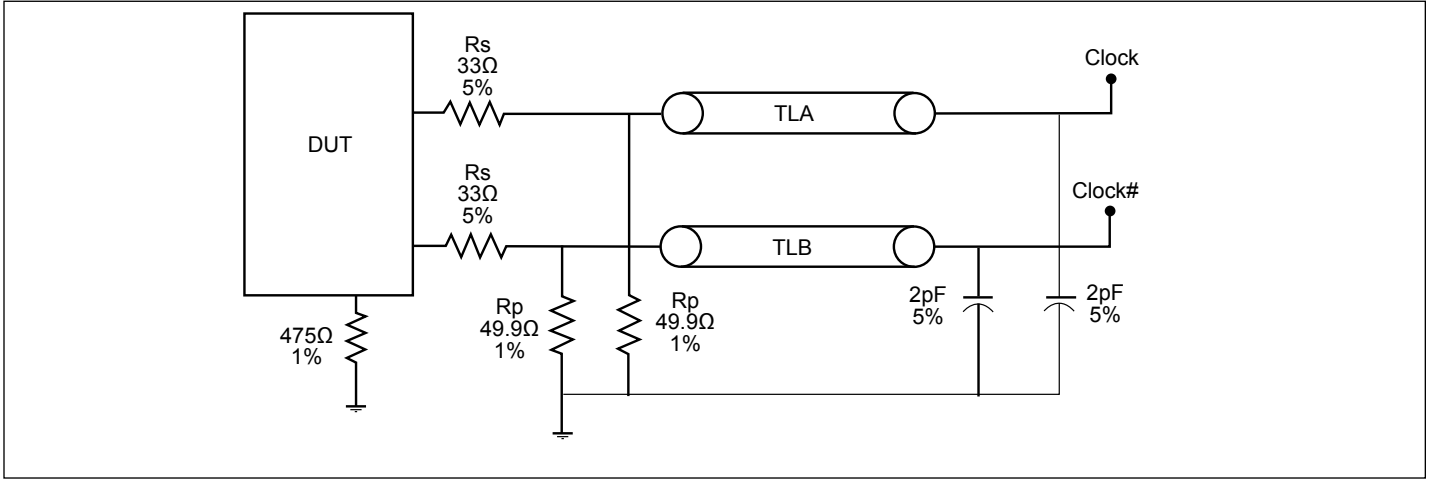 Rs
33Ω
5%
Clock
TLA
DUT
Rs
33Ω
5%
Clock#
TLB
Rp
49.9Ω
1%
Rp
49.9Ω
1%
2pF
5%
2pF
5%
475Ω
1%